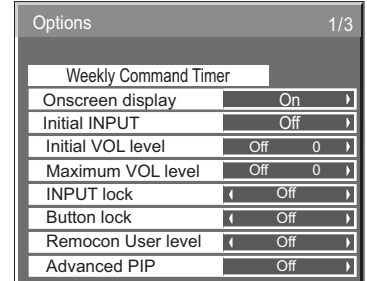 Options 1/3
Weekly Command Timer
Onscreen display On
Initial INPUT Off
Initial VOL level Off 0
Maximum VOL level Off 0
INPUT lock Off
Button lock Off
Remocon User level Off
Advanced PIP Off